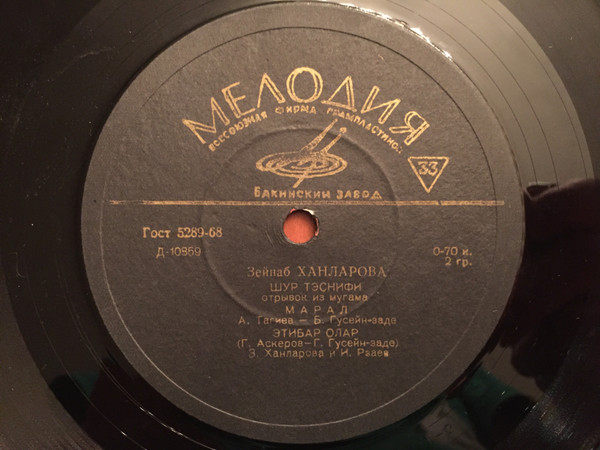 МЕЛОДИЯ
ВСЕСОЮЗНАЯ ФИРМА ГРАМПЛАСТИНОК
33
БАКИНСКИЙ ЗАВОД
Гост 5289-68
Д-10859
0-70 к.
2 гр.
Зейнаб ХАНЛАРОВА
ШУР ТЭСНИФИ
отрывок из мугама
МАРАЛ
А. Тагиев – Б. Гусейн-заде
ЭТИБАР ОЛАР
(Г. Аскеров–Г. Гусейн-заде)
З. Ханларова и И. Рзаев